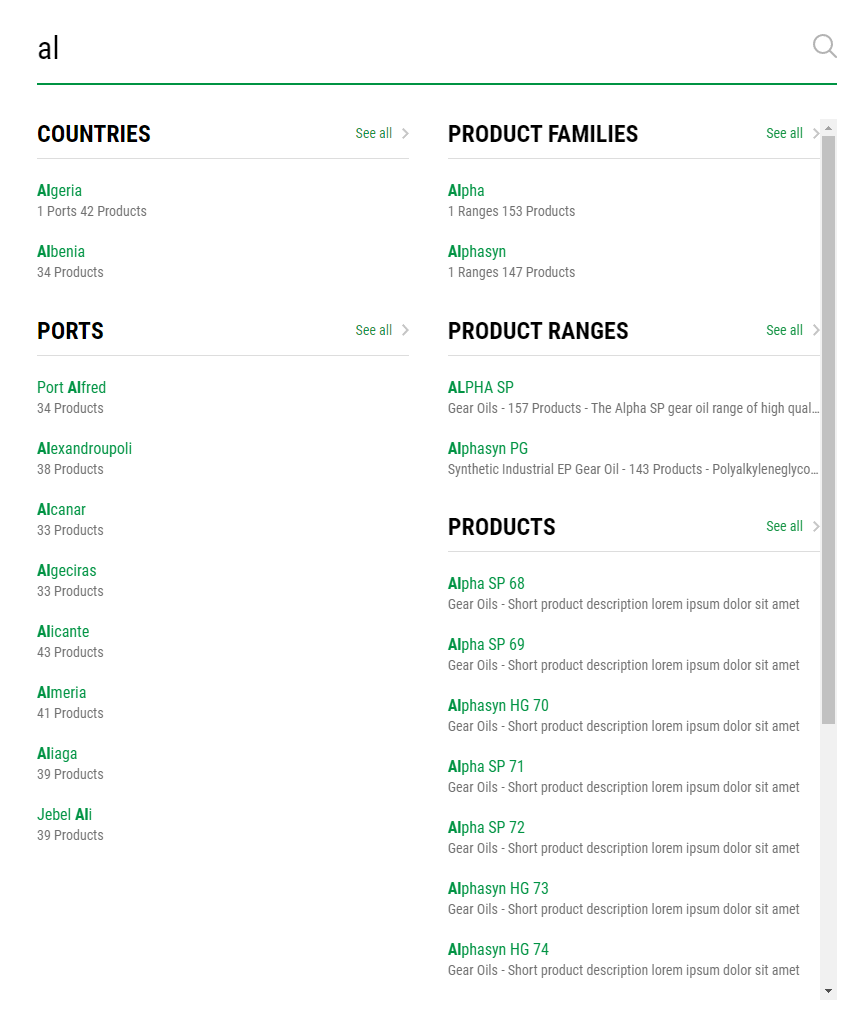 al
COUNTRIES
See all
Algeria
1 Ports 42 Products
Albenia
34 Products
PORTS
See all
Port Alfred
34 Products
Alexandroupoli
38 Products
Alcanar
33 Products
Algeciras
33 Products
Alicante
43 Products
Almeria
41 Products
Aliaga
39 Products
Jebel Ali
39 Products
PRODUCT FAMILIES
See all
Alpha
1 Ranges 153 Products
Alphasyn
1 Ranges 147 Products
PRODUCT RANGES
See all
ALPHA SP
Gear Oils - 157 Products - The Alpha SP gear oil range of high qual...
Alphasyn PG
Synthetic Industrial EP Gear Oil - 143 Products - Polyalkyleneglyco...
PRODUCTS
See all
Alpha SP 68
Gear Oils - Short product description lorem ipsum dolor sit amet
Alpha SP 69
Gear Oils - Short product description lorem ipsum dolor sit amet
Alphasyn HG 70
Gear Oils - Short product description lorem ipsum dolor sit amet
Alpha SP 71
Gear Oils - Short product description lorem ipsum dolor sit amet
Alpha SP 72
Gear Oils - Short product description lorem ipsum dolor sit amet
Alphasyn HG 73
Gear Oils - Short product description lorem ipsum dolor sit amet
Alphasyn HG 74
Gear Oils - Short product description lorem ipsum dolor sit amet